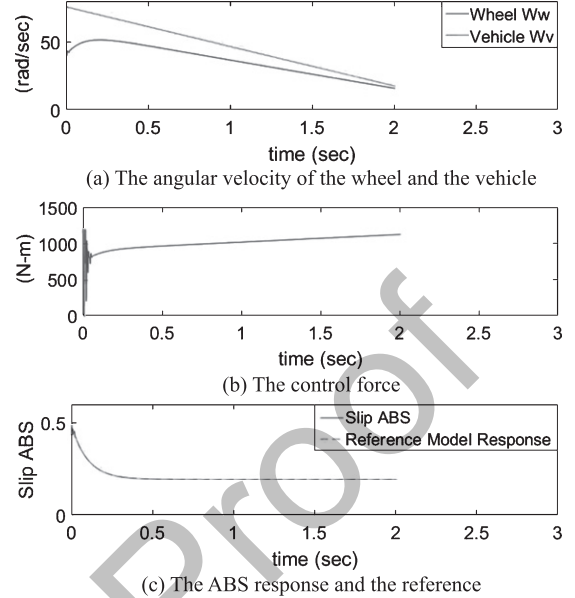 Wheel Ww
Vehicle Wv
50
0
(rad/sec)
0 0.5 1 1.5 2 2.5 3
time (sec)
(a) The angular velocity of the wheel and the vehicle
1500
1000
500
0
(N-m)
0 0.5 1 1.5 2 2.5 3
time (sec)
(b) The control force
0.5
0
Slip ABS
Slip ABS
Reference Model Response
0 0.5 1 1.5 2 2.5 3
time (sec)
(c) The ABS response and the reference
Proof